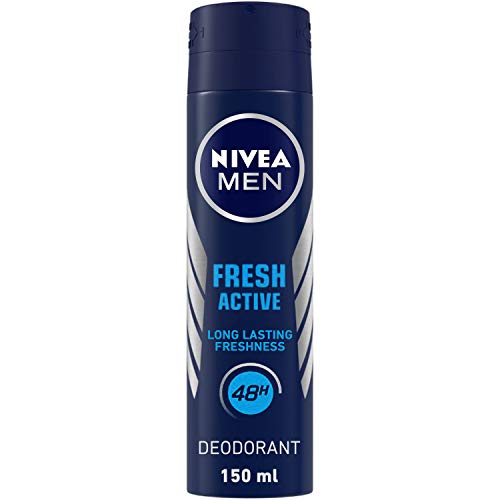 NIVEA
MEN
FRESH
ACTIVE
LONG LASTING
FRESHNESS
48H
DEODORANT
150 ml